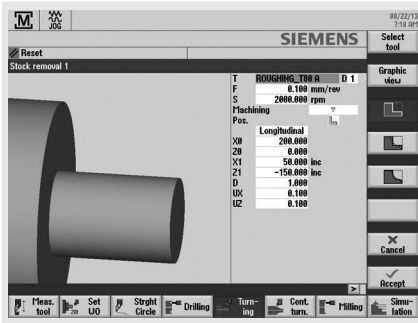 08/22/13
7:18 AM
M
JOG
SIEMENS
Select
tool
Reset
Stock removal 1
Graphic
view
T ROUGHING_T80 A D 1
F 0.100 mm/rev
S 2000.000 rpm
Machining ▽
Pos.
Longitudinal
X0 200.000
Z0 0.000
X1 50.000 inc
Z1 -150.000 inc
D 1.000
UX 0.100
UZ 0.100
Cancel
Accept
Meas.
tool
Set
WO
Strght
Circle
Drilling
Turn-
ing
Cont.
turn.
Milling
Simu-
lation